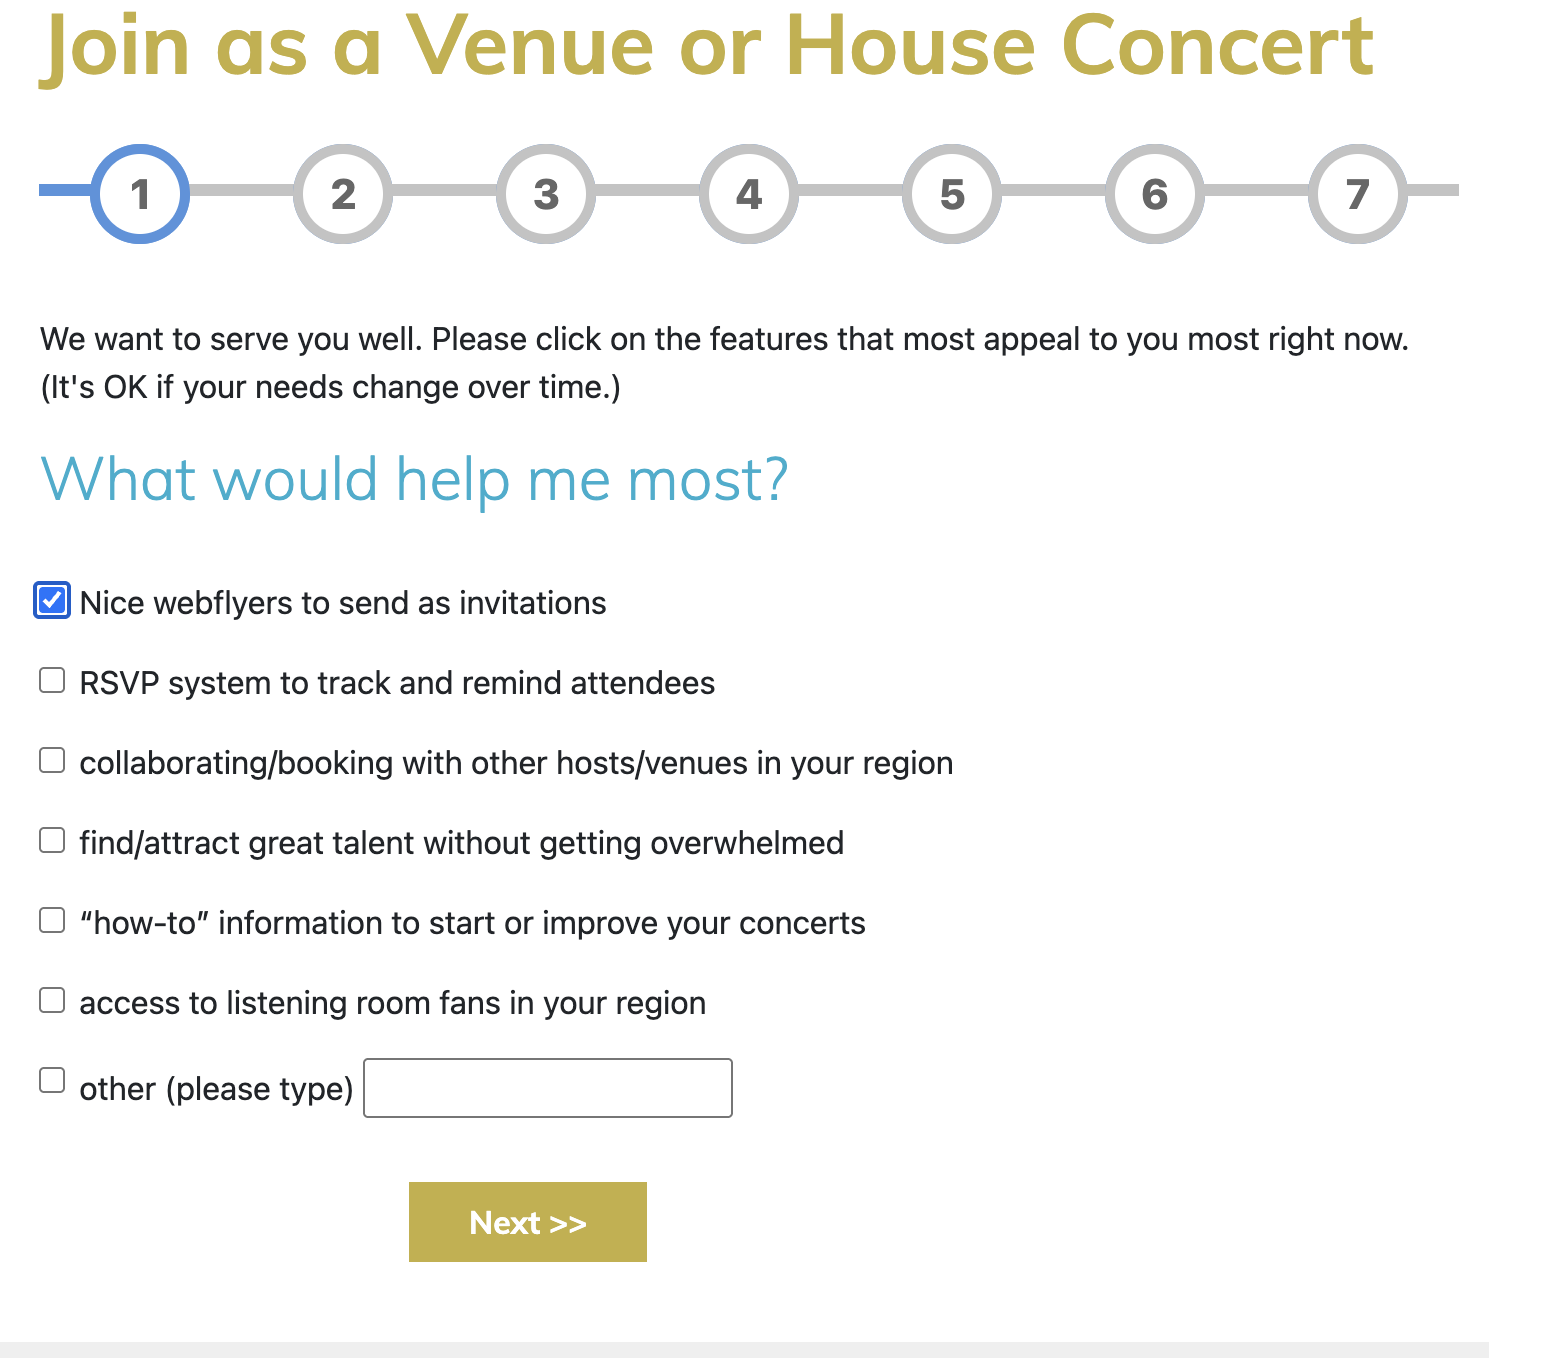 Join as a Venue or House Concert
1 2 3 4 5 6 7
We want to serve you well. Please click on the features that most appeal to you most right now.
(It's OK if your needs change over time.)
What would help me most?
Nice webflyers to send as invitations
RSVP system to track and remind attendees
collaborating/booking with other hosts/venues in your region
find/attract great talent without getting overwhelmed
“how-to” information to start or improve your concerts
access to listening room fans in your region
other (please type)
Next >>